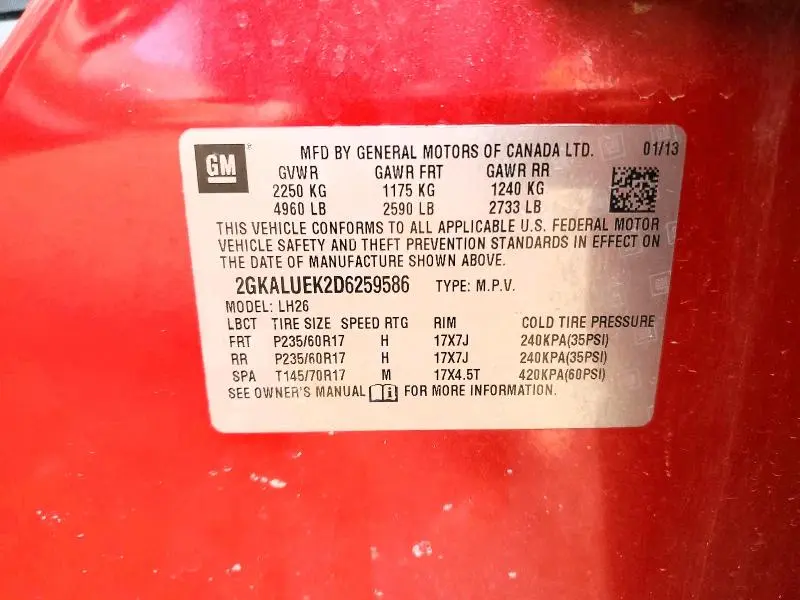 GM ® MFD BY GENERAL MOTORS OF CANADA LTD. 01/13
GVWR GAWR FRT GAWR RR
2250 KG 1175 KG 1240 KG
4960 LB 2590 LB 2733 LB
THIS VEHICLE CONFORMS TO ALL APPLICABLE U.S. FEDERAL MOTOR
VEHICLE SAFETY AND THEFT PREVENTION STANDARDS IN EFFECT ON
THE DATE OF MANUFACTURE SHOWN ABOVE.
2GKALUEK2D6259586 TYPE: M.P.V.
MODEL: LH26
LBCT TIRE SIZE SPEED RTG RIM COLD TIRE PRESSURE
FRT P235/60R17 H 17X7J 240KPA(35PSI)
RR P235/60R17 H 17X7J 240KPA(35PSI)
SPA T145/70R17 M 17X4.5T 420KPA(60PSI)
SEE OWNER'S MANUAL i FOR MORE INFORMATION.